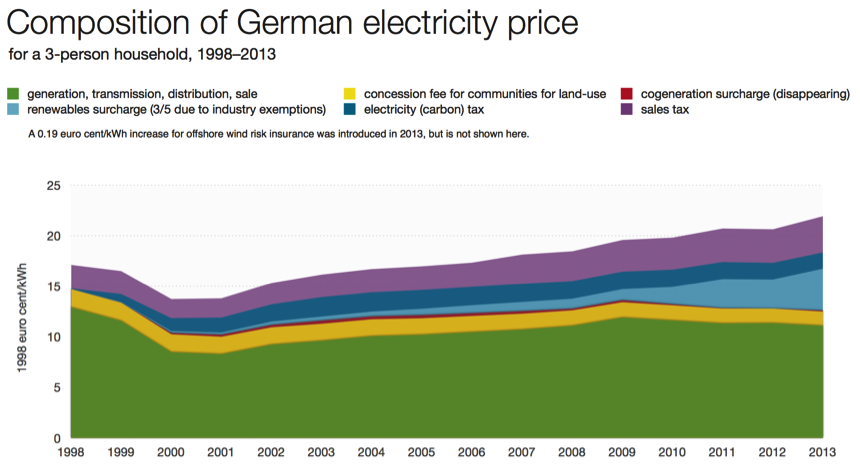 Composition of German electricity price
for a 3-person household, 1998–2013
generation, transmission, distribution, sale
concession fee for communities for land-use
cogeneration surcharge (disappearing)
renewables surcharge (3/5 due to industry exemptions)
electricity (carbon) tax
sales tax
A 0.19 euro cent/kWh increase for offshore wind risk insurance was introduced in 2013, but is not shown here.
1998 euro cent/kWh
25
20
15
10
5
0
1998 1999 2000 2001 2002 2003 2004 2005 2006 2007 2008 2009 2010 2011 2012 2013